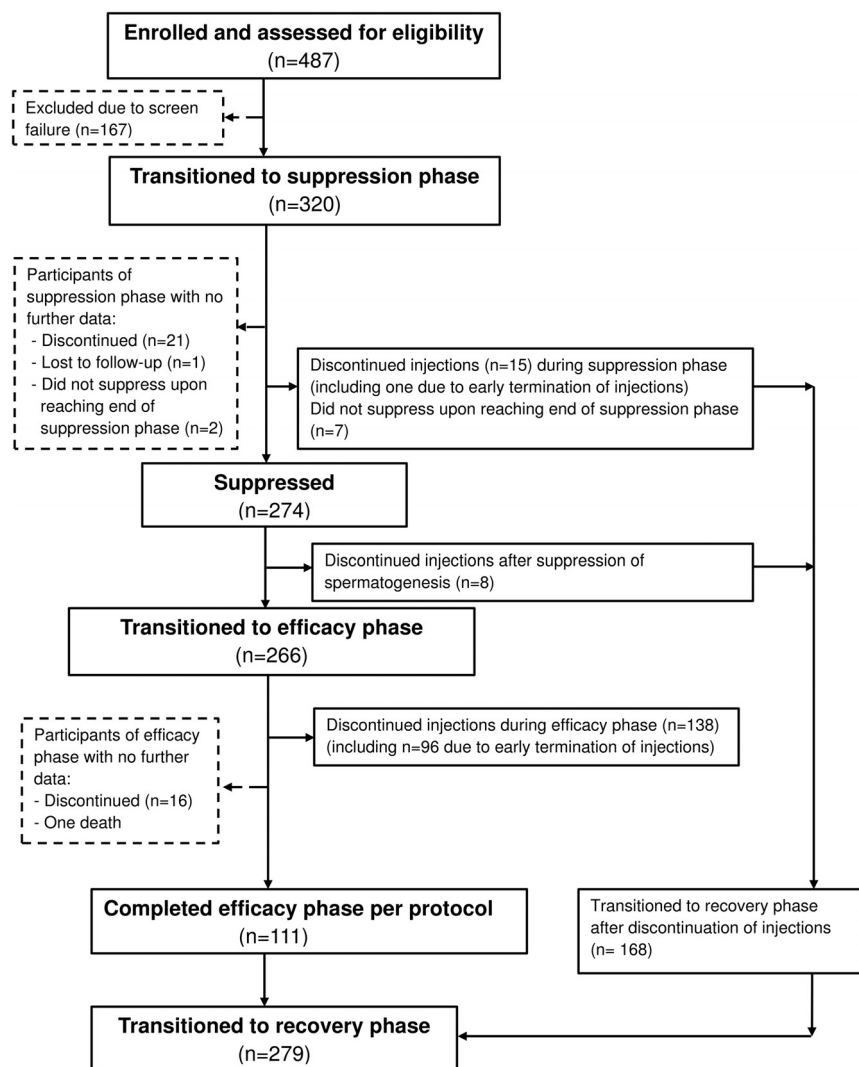 Enrolled and assessed for eligibility
(n=487)
Excluded due to screen
failure (n=167)
Transitioned to suppression phase
(n=320)
Participants of
suppression phase with no
further data:
- Discontinued (n=21)
- Lost to follow-up (n=1)
- Did not suppress upon
reaching end of
suppression phase (n=2)
Discontinued injections (n=15) during suppression phase
(including one due to early termination of injections)
Did not suppress upon reaching end of suppression phase
(n=7)
Suppressed
(n=274)
Discontinued injections after suppression of
spermatogenesis (n=8)
Transitioned to efficacy phase
(n=266)
Discontinued injections during efficacy phase (n=138)
(including n=96 due to early termination of injections)
Participants of efficacy
phase with no further
data:
- Discontinued (n=16)
- One death
Completed efficacy phase per protocol
(n=111)
Transitioned to recovery phase
after discontinuation of injections
(n= 168)
Transitioned to recovery phase
(n=279)